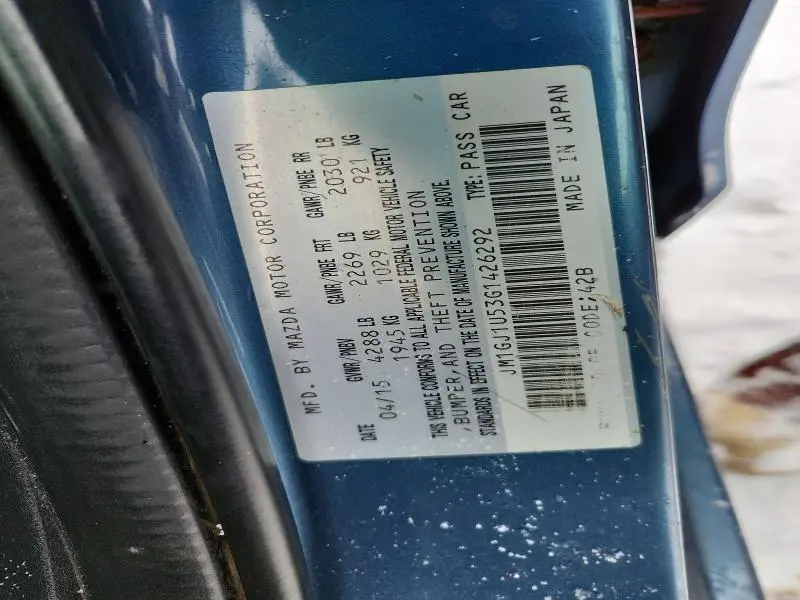 MFD. BY MAZDA MOTOR CORPORATION
DATE GVWR/PNBV GAWR/PNBE FRT GAWR/PNBE RR
04/15 4288 LB 2269 LB 2030 LB
1945 KG 1029 KG 921 KG
THIS VEHICLE CONFORMS TO ALL APPLICABLE FEDERAL MOTOR VEHICLE SAFETY
,BUMPER,AND THEFT PREVENTION
STANDARDS IN EFFECT ON THE DATE OF MANUFACTURE SHOWN ABOVE.
JM1GJ1U53G1426292 TYPE: PASS CAR
CODE:42B MADE IN JAPAN